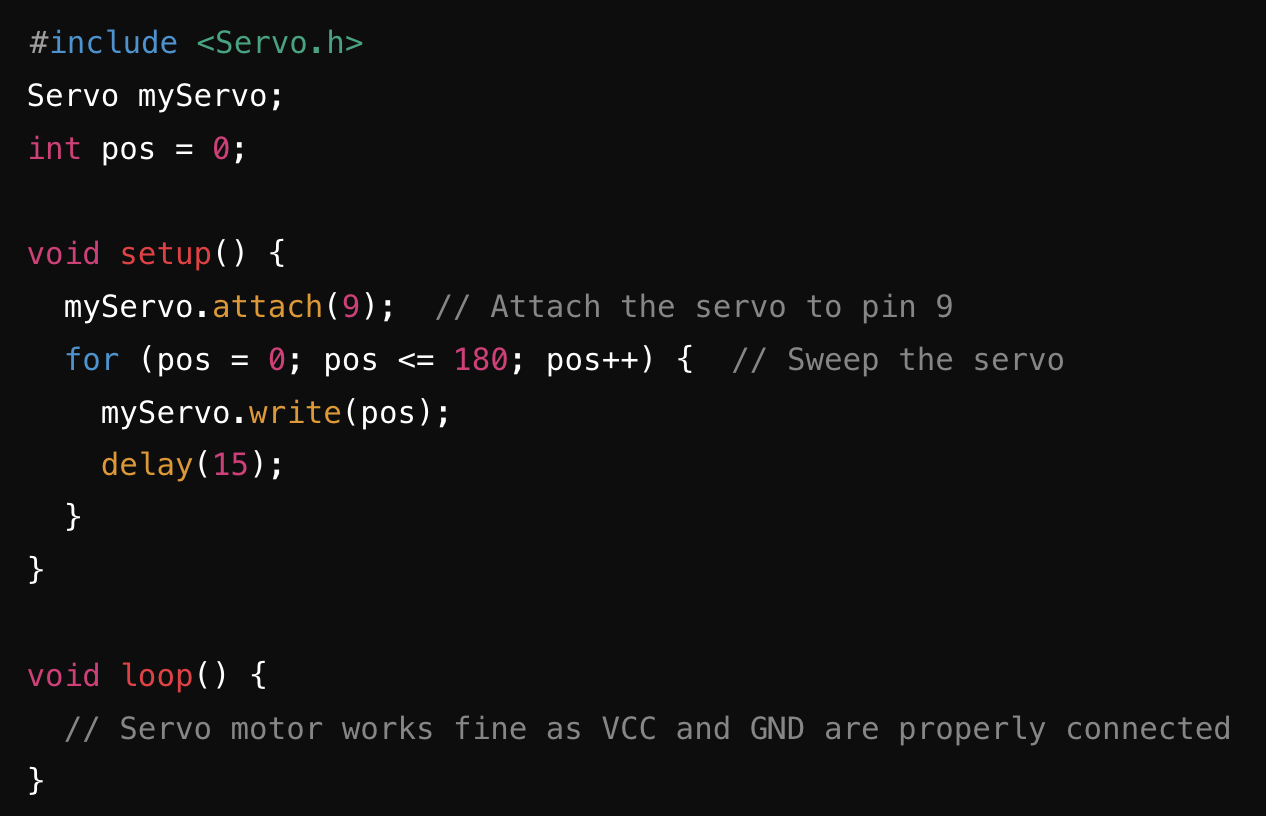 #include <Servo.h>
Servo myServo;
int pos = 0;

void setup() {
  myServo.attach(9);  // Attach the servo to pin 9
  for (pos = 0; pos <= 180; pos++) {  // Sweep the servo
    myServo.write(pos);
    delay(15);
  }
}

void loop() {
  // Servo motor works fine as VCC and GND are properly connected
}